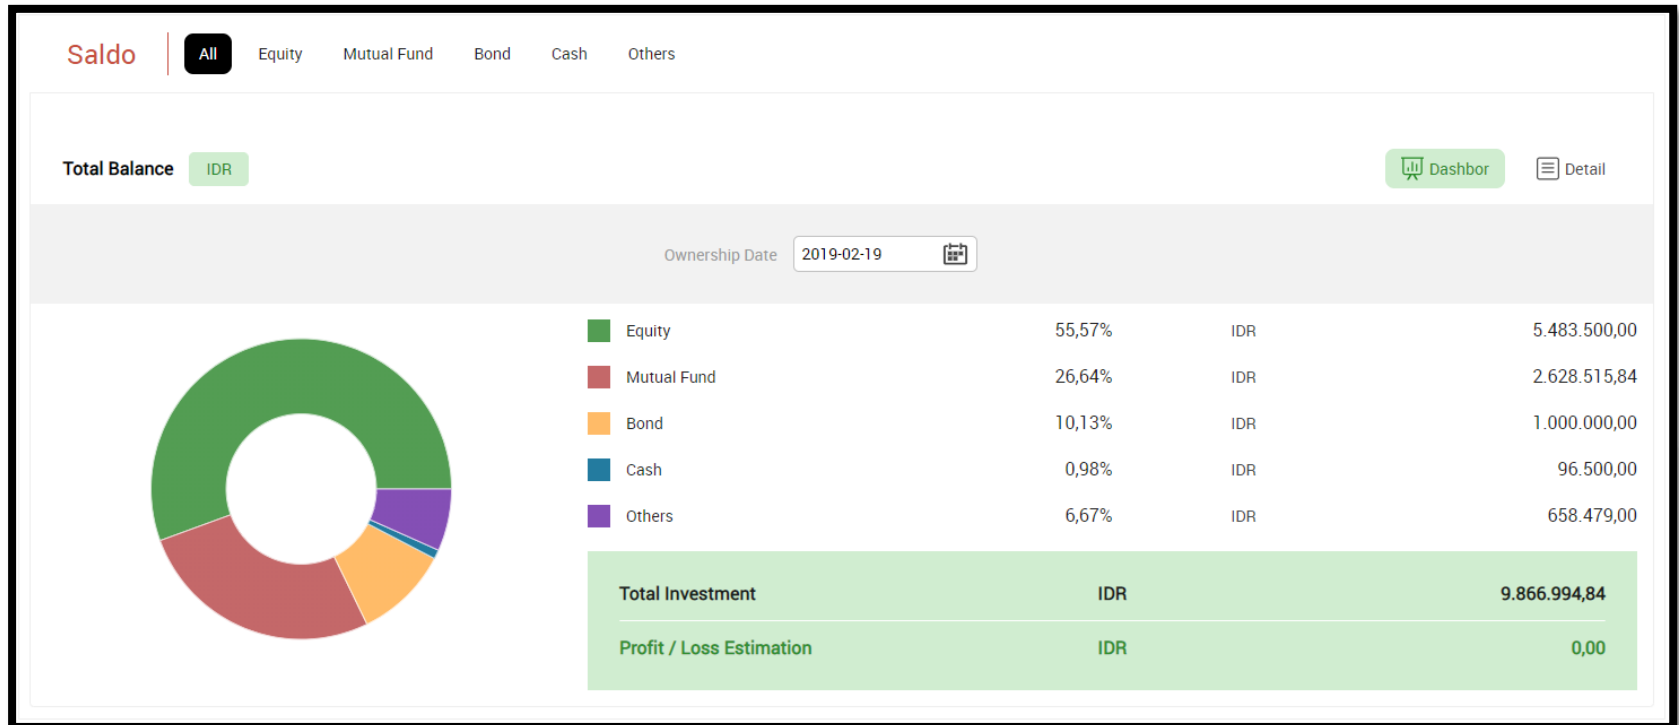 Saldo All Equity Mutual Fund Bond Cash Others
Total Balance IDR Dashbor Detail
Ownership Date 2019-02-19
Equity 55,57% IDR 5.483.500,00
Mutual Fund 26,64% IDR 2.628.515,84
Bond 10,13% IDR 1.000.000,00
Cash 0,98% IDR 96.500,00
Others 6,67% IDR 658.479,00
Total Investment IDR 9.866.994,84
Profit / Loss Estimation IDR 0,00